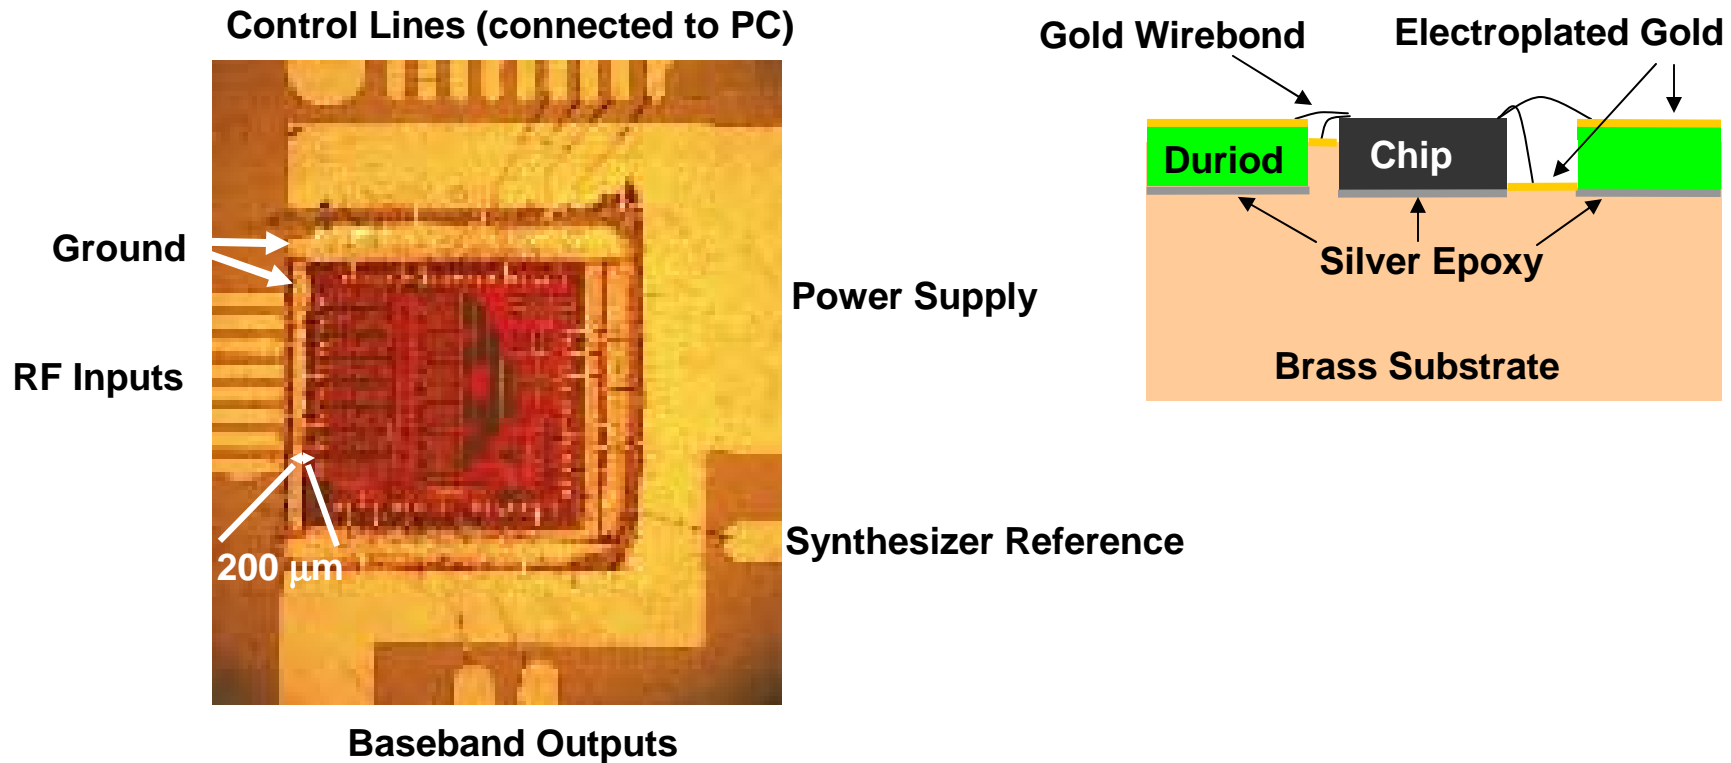 Control Lines (connected to PC)
Gold Wirebond
Electroplated Gold
Duriod
Chip
Ground
Silver Epoxy
Power Supply
RF Inputs
Brass Substrate
Synthesizer Reference
200 μm
Baseband Outputs